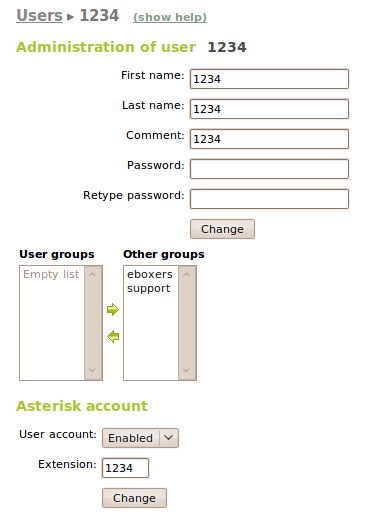 Users ▸ 1234 (show help)
Administration of user 1234
First name: 1234
Last name: 1234
Comment: 1234
Password:
Retype password:
Change
User groups Other groups
Empty list eboxers
support
Asterisk account
User account: Enabled
Extension: 1234
Change